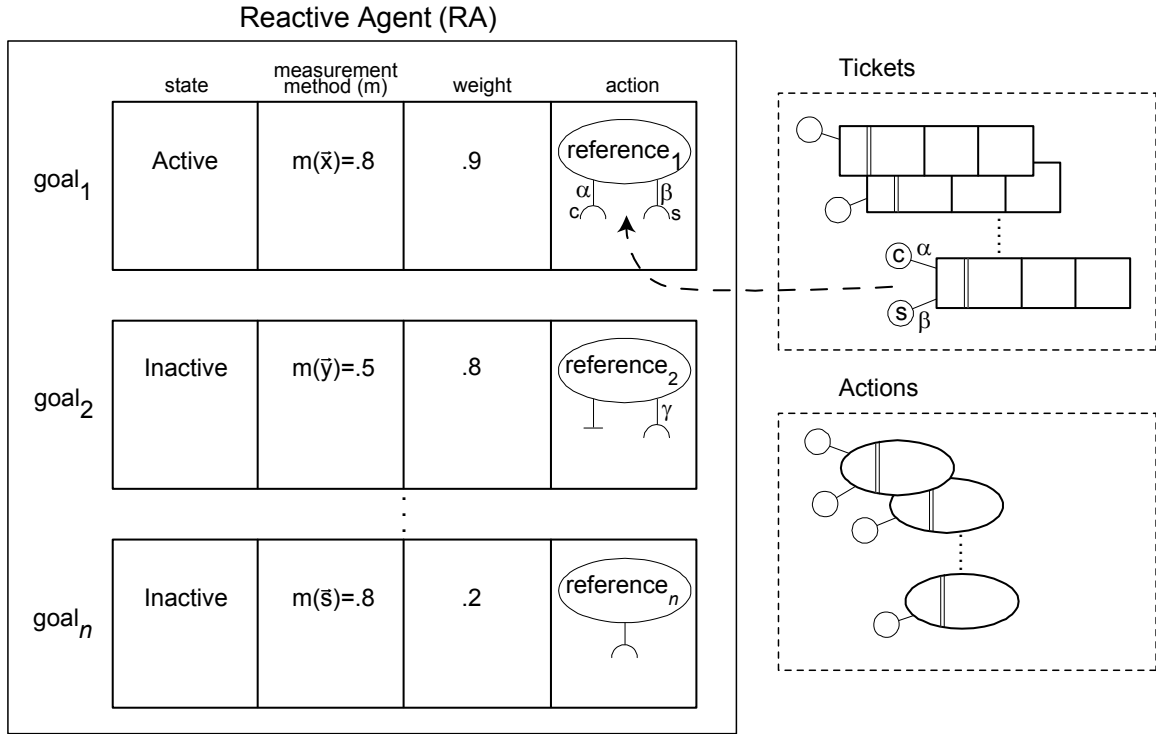 Reactive Agent (RA)
state
measurement
method (m)
weight
action
goal1
Active
m(x⃗)=.8
.9
reference1
α
β
c
s
goal2
Inactive
m(y⃗)=.5
.8
reference2
γ
goaln
Inactive
m(s⃗)=.8
.2
referencen
Tickets
C
α
S
β
Actions